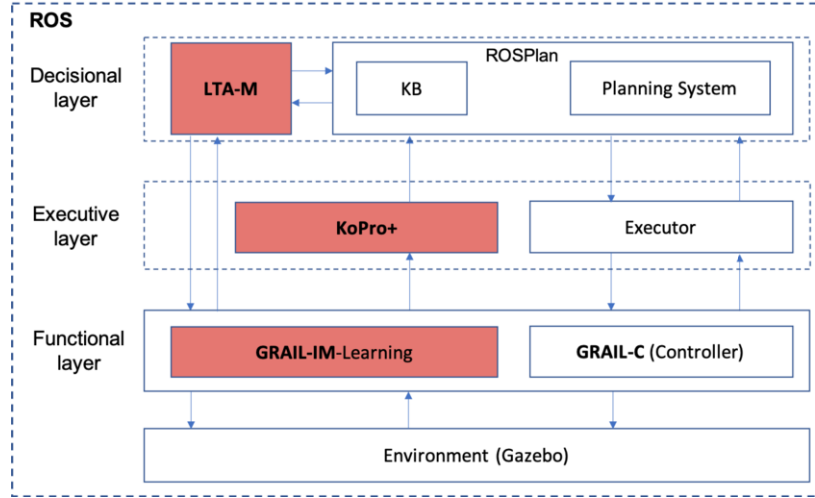 ROS
Decisional
layer
LTA-M
ROSPlan
KB
Planning System
Executive
layer
KoPro+
Executor
Functional
layer
GRAIL-IM-Learning
GRAIL-C (Controller)
Environment (Gazebo)